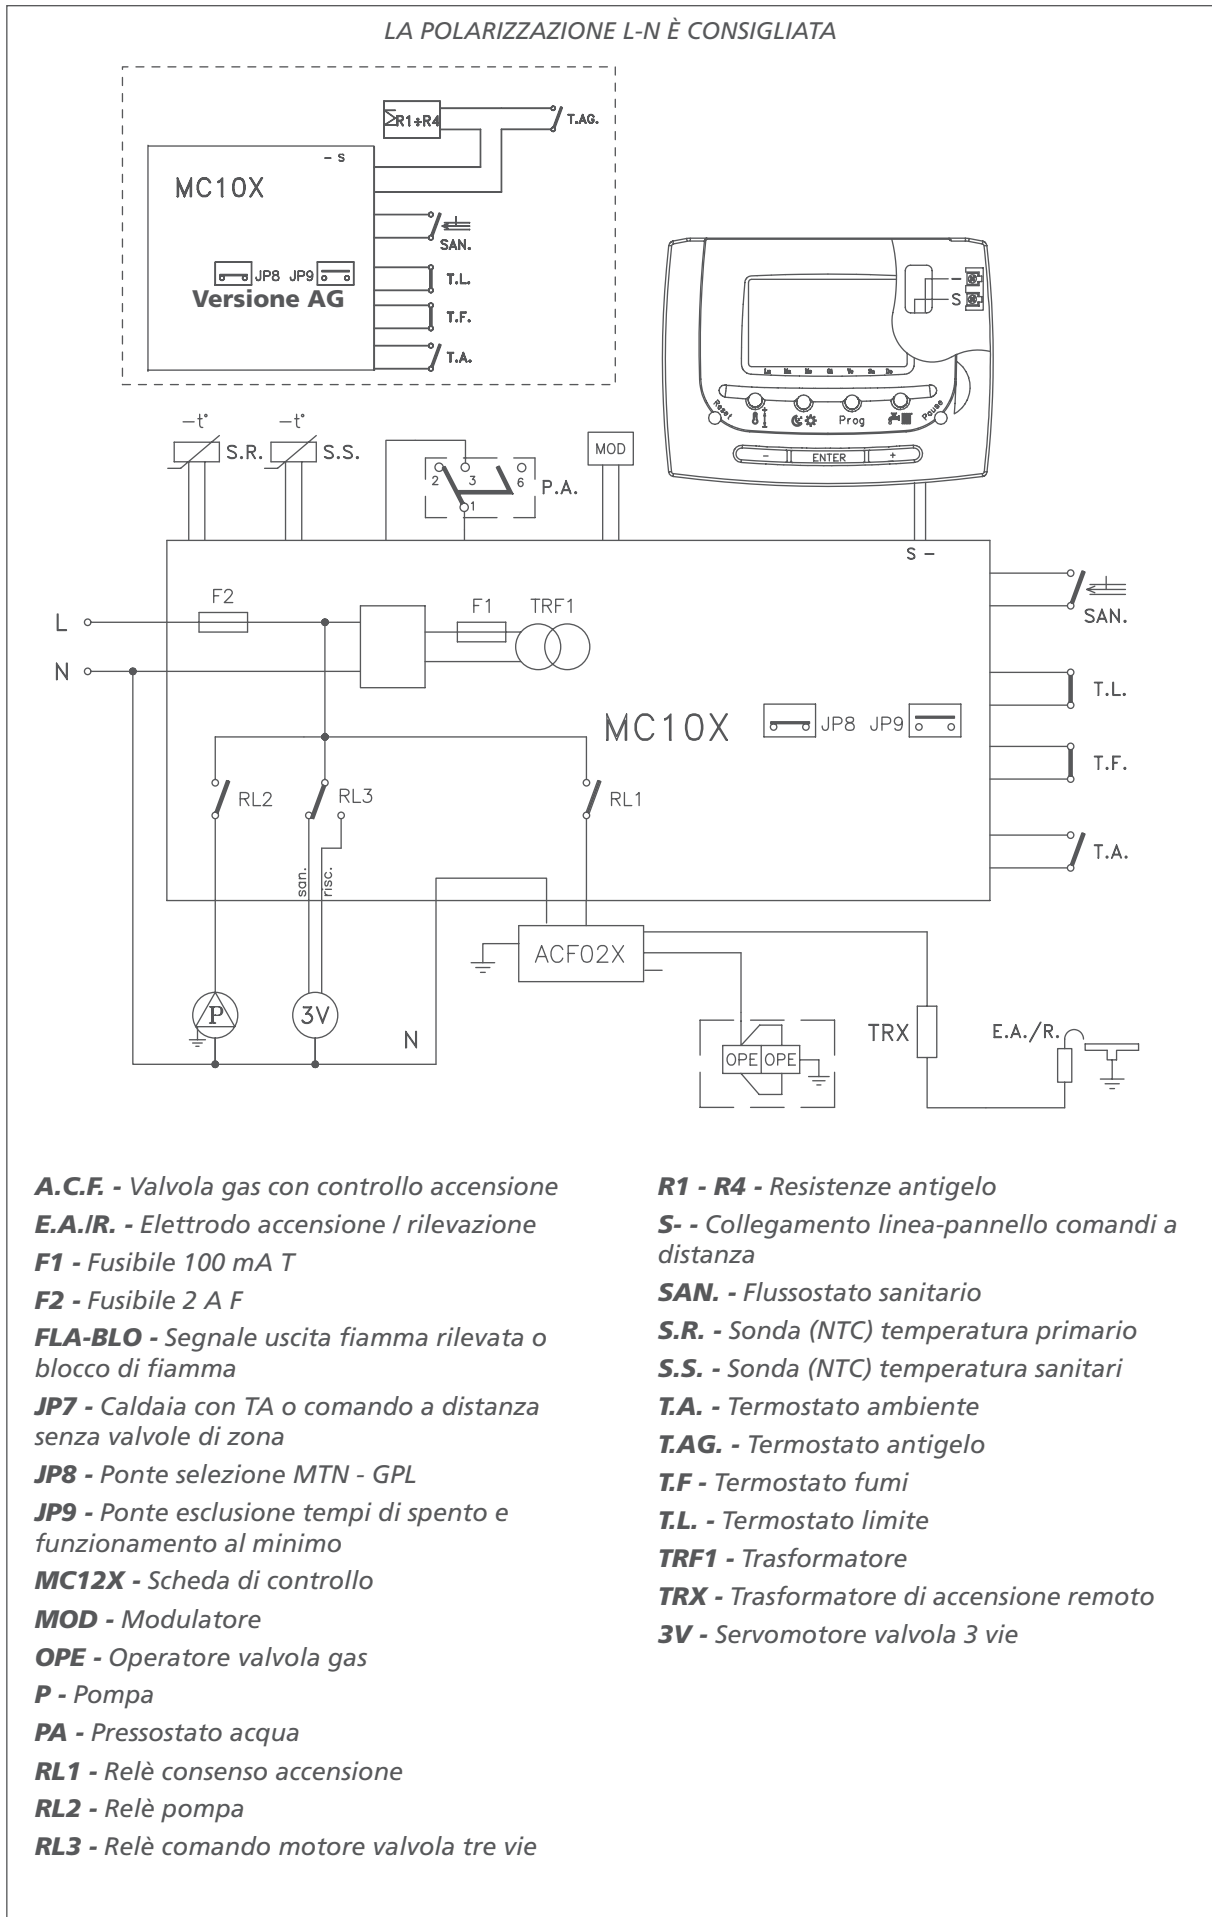 LA POLARIZZAZIONE L-N È CONSIGLIATA
ΣR1+R4
T.AG.
- S
MC10X
SAN.
JP8 JP9
T.L.
Versione AG
T.F.
T.A.
-
S
Lu Ma Me Gi Ve Sa Do
Reset
Prog
Pause
- ENTER +
-t°
S.R.
-t°
S.S.
2 3 6
1
P.A.
MOD
S -
F2
F1
TRF1
L
N
SAN.
T.L.
MC10X
JP8 JP9
T.F.
RL2
RL3
RL1
T.A.
san.
risc.
ACF02X
P
3V
N
OPE OPE
TRX
E.A./R.
A.C.F. - Valvola gas con controllo accensione
E.A./R. - Elettrodo accensione / rilevazione
F1 - Fusibile 100 mA T
F2 - Fusibile 2 A F
FLA-BLO - Segnale uscita fiamma rilevata o
blocco di fiamma
JP7 - Caldaia con TA o comando a distanza
senza valvole di zona
JP8 - Ponte selezione MTN - GPL
JP9 - Ponte esclusione tempi di spento e
funzionamento al minimo
MC12X - Scheda di controllo
MOD - Modulatore
OPE - Operatore valvola gas
P - Pompa
PA - Pressostato acqua
RL1 - Relè consenso accensione
RL2 - Relè pompa
RL3 - Relè comando motore valvola tre vie
R1 - R4 - Resistenze antigelo
S- - Collegamento linea-pannello comandi a
distanza
SAN. - Flussostato sanitario
S.R. - Sonda (NTC) temperatura primario
S.S. - Sonda (NTC) temperatura sanitari
T.A. - Termostato ambiente
T.AG. - Termostato antigelo
T.F - Termostato fumi
T.L. - Termostato limite
TRF1 - Trasformatore
TRX - Trasformatore di accensione remoto
3V - Servomotore valvola 3 vie